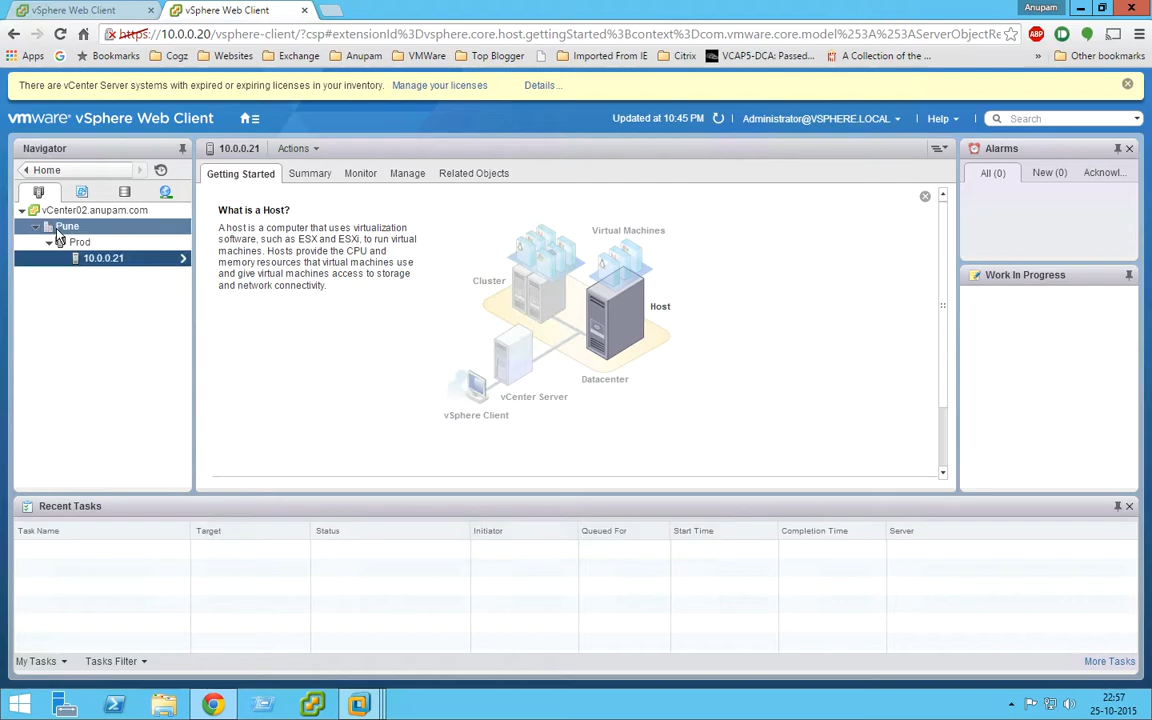 vSphere Web Client
vSphere Web Client
Anupam
https://10.0.0.20/vsphere-client/?csp#extensionId%3Dvsphere.core.host.gettingStarted%3Bcontext%3Dcom.vmware.core.model%253A%253AServerObjectRe
ABP
Apps
Bookmarks
Cogz
Websites
Exchange
Anupam
VMWare
Top Blogger
Imported From IE
Citrix
VCAP5-DCA: Passed...
A Collection of the ...
»
Other bookmarks
There are vCenter Server systems with expired or expiring licenses in your inventory.
Manage your licenses
Details...
vmware® vSphere Web Client
Updated at 10:45 PM
Administrator@VSPHERE.LOCAL
Help
Search
Navigator
Home
vCenter02.anupam.com
Pune
Prod
10.0.0.21
10.0.0.21
Actions
Getting Started
Summary
Monitor
Manage
Related Objects
What is a Host?
A host is a computer that uses virtualization
software, such as ESX and ESXi, to run virtual
machines. Hosts provide the CPU and
memory resources that virtual machines use
and give virtual machines access to storage
and network connectivity.
Virtual Machines
Cluster
Host
Datacenter
vCenter Server
vSphere Client
Alarms
All (0)
New (0)
Acknowl...
Work In Progress
Recent Tasks
Task Name
Target
Status
Initiator
Queued For
Start Time
Completion Time
Server
My Tasks
Tasks Filter
More Tasks
22:57
25-10-2015